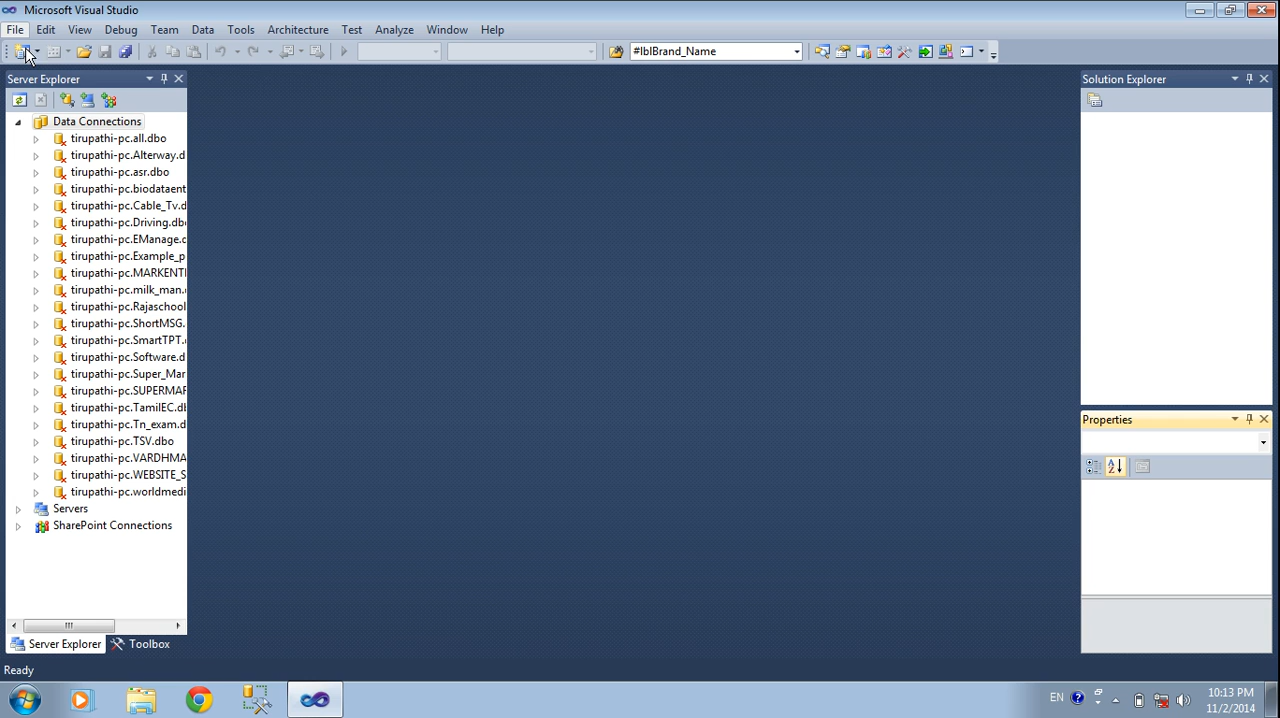 Microsoft Visual Studio
File Edit View Debug Team Data Tools Architecture Test Analyze Window Help
#lblBrand_Name
Server Explorer
Solution Explorer
Data Connections
tirupathi-pc.all.dbo
tirupathi-pc.Alterway.d
tirupathi-pc.asr.dbo
tirupathi-pc.biodataent
tirupathi-pc.Cable_Tv.d
tirupathi-pc.Driving.dbo
tirupathi-pc.EManage.d
tirupathi-pc.Example_p
tirupathi-pc.MARKENTI
tirupathi-pc.milk_man.d
tirupathi-pc.Rajaschool
tirupathi-pc.ShortMSG.
tirupathi-pc.SmartTPT.d
tirupathi-pc.Software.d
tirupathi-pc.Super_Mar
tirupathi-pc.SUPERMAR
tirupathi-pc.TamilEC.db
tirupathi-pc.Tn_exam.d
tirupathi-pc.TSV.dbo
tirupathi-pc.VARDHMA
tirupathi-pc.WEBSITE_S
tirupathi-pc.worldmedi
Servers
SharePoint Connections
Properties
Server Explorer
Toolbox
Ready
EN
10:13 PM
11/2/2014